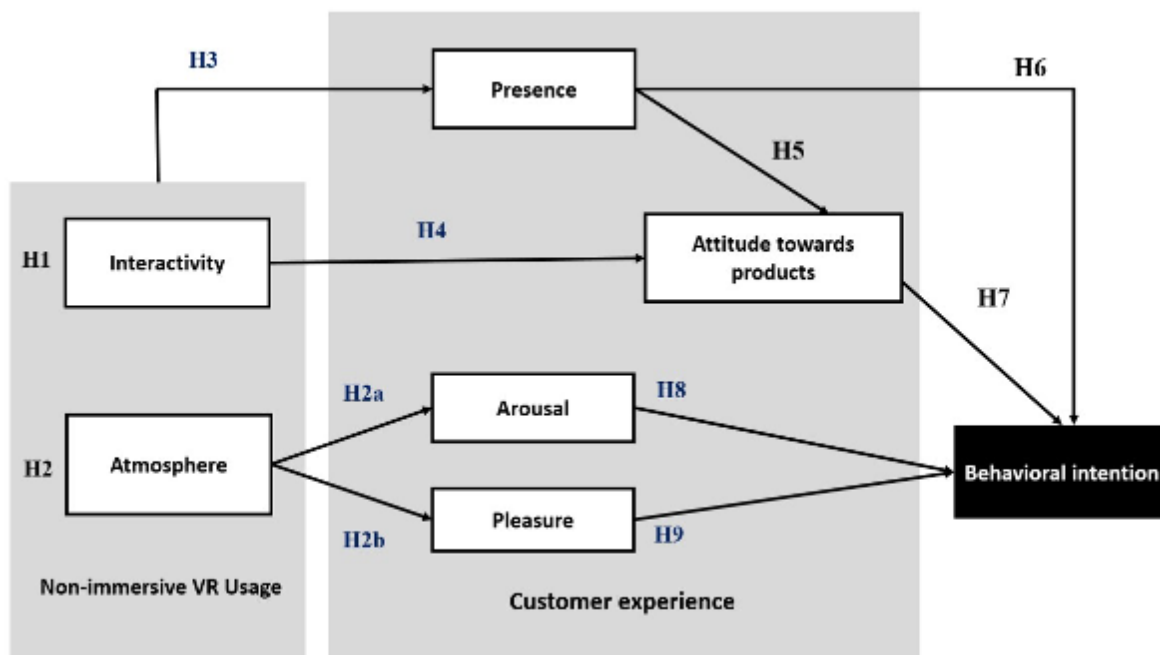 H3
Presence
H6
H5
H1
Interactivity
H4
Attitude towards
products
H7
H2
Atmosphere
H2a
Arousal
H8
Behavioral intention
H2b
Pleasure
H9
Non-immersive VR Usage
Customer experience